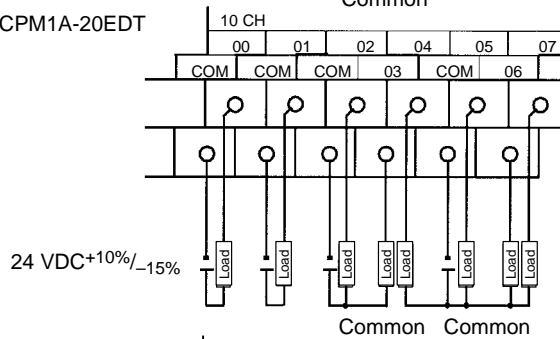 Common
CPM1A-20EDT
10 CH
00 01 02 04 05 07
COM COM COM 03 COM 06
24 VDC+10%/–15%
Load Load Load Load Load Load Load Load
Common Common